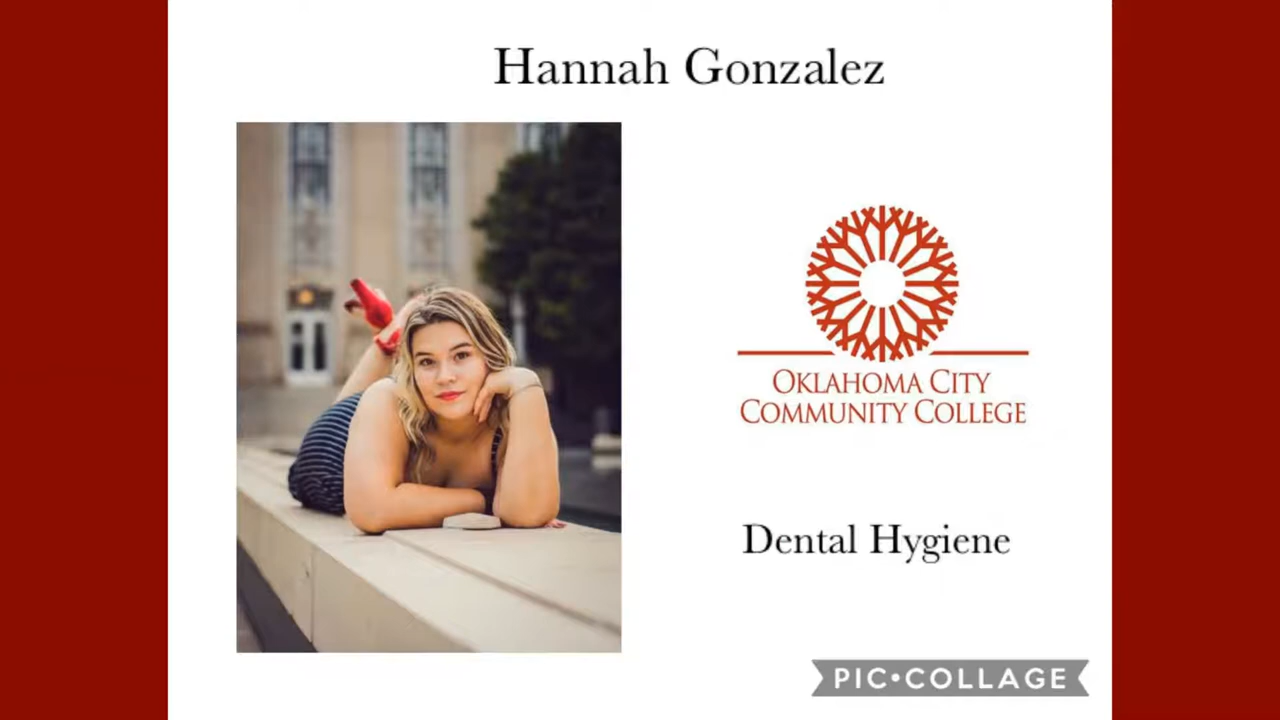 Hannah Gonzalez
OKLAHOMA CITY
COMMUNITY COLLEGE
Dental Hygiene
PIC•COLLAGE